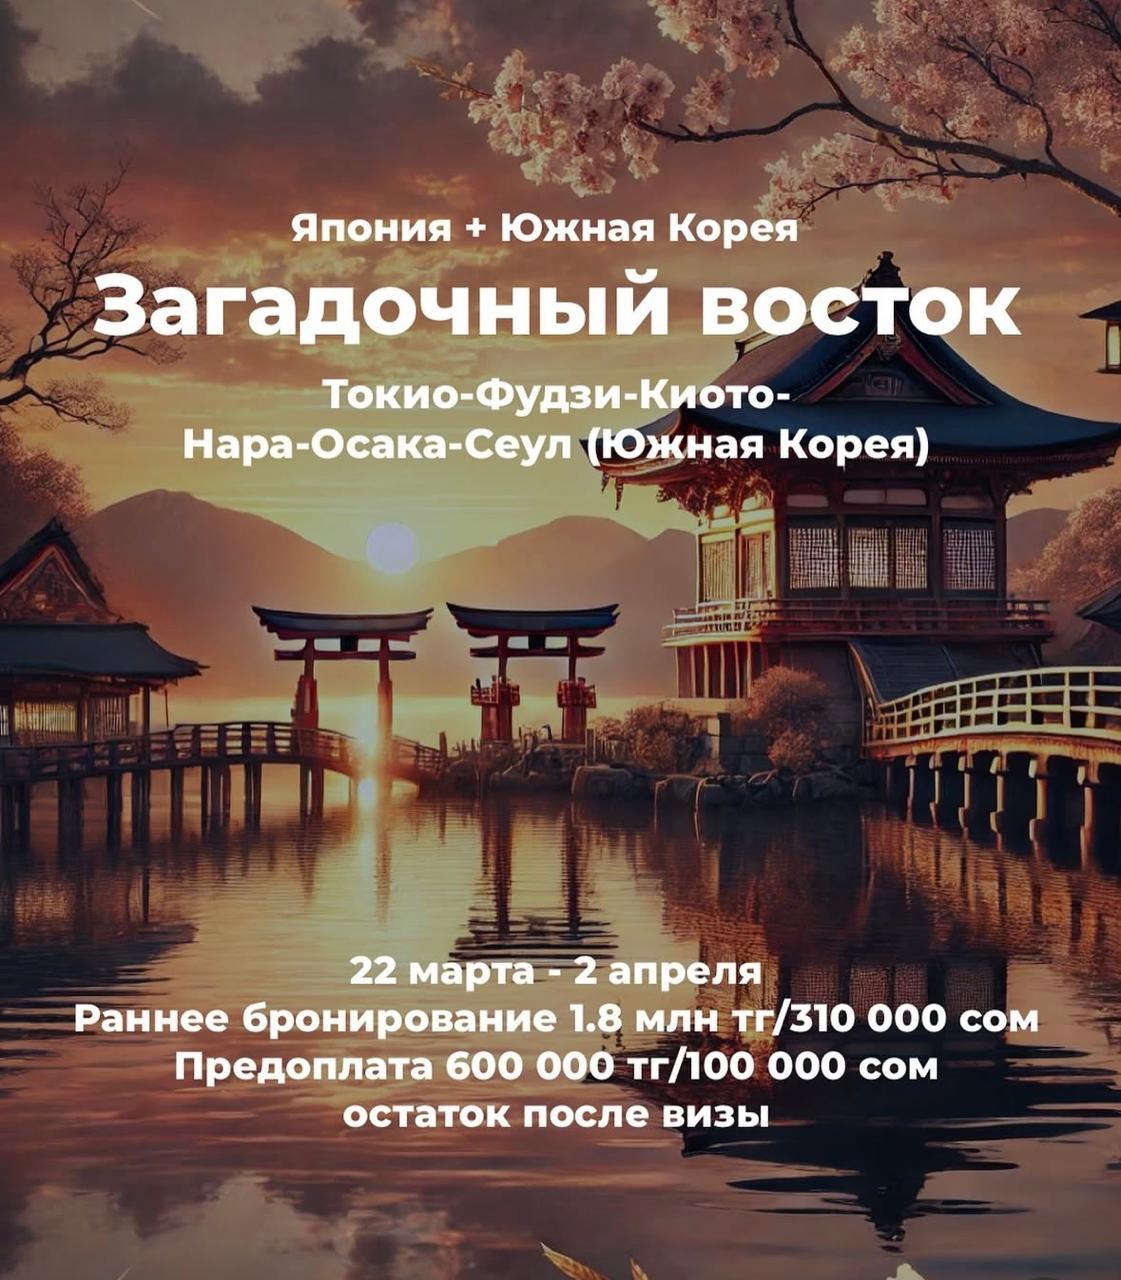 Япония + Южная Корея
Загадочный восток
Токио-Фудзи-Киото-
Нара-Осака-Сеул (Южная Корея)
22 марта - 2 апреля
Раннее бронирование 1.8 млн тг/310 000 сом
Предоплата 600 000 тг/100 000 сом
остаток после визы